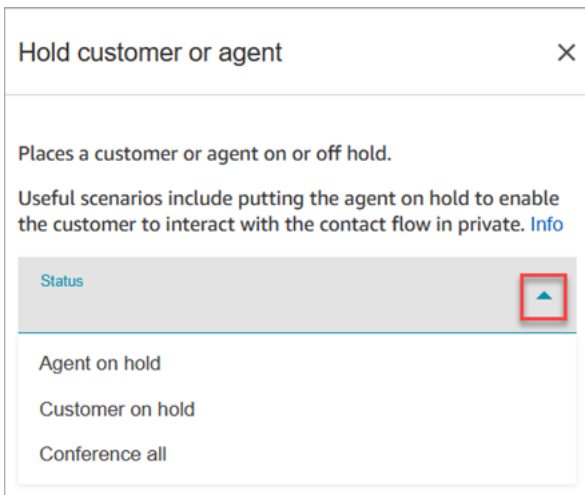 Hold customer or agent
Places a customer or agent on or off hold.
Useful scenarios include putting the agent on hold to enable
the customer to interact with the contact flow in private. Info
Status
Agent on hold
Customer on hold
Conference all